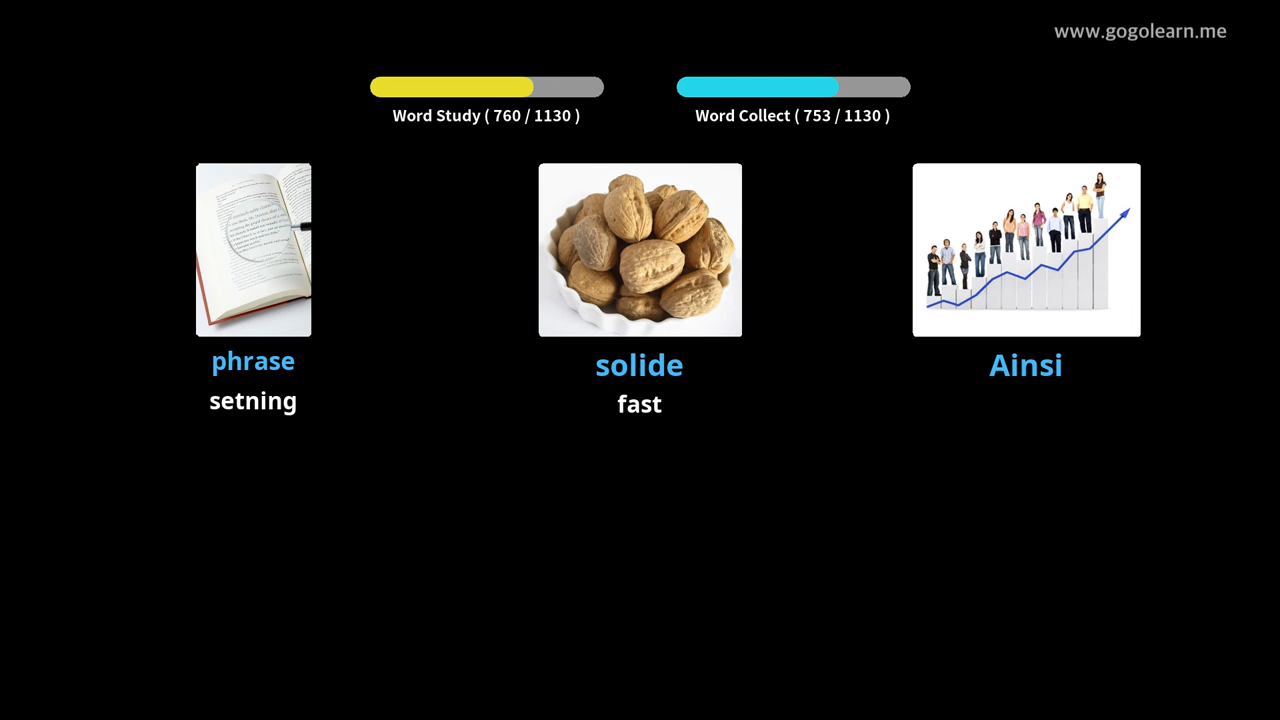 www.gogolearn.me
Word Study ( 760 / 1130 )
Word Collect ( 753 / 1130 )
phrase
solide
Ainsi
setning
fast